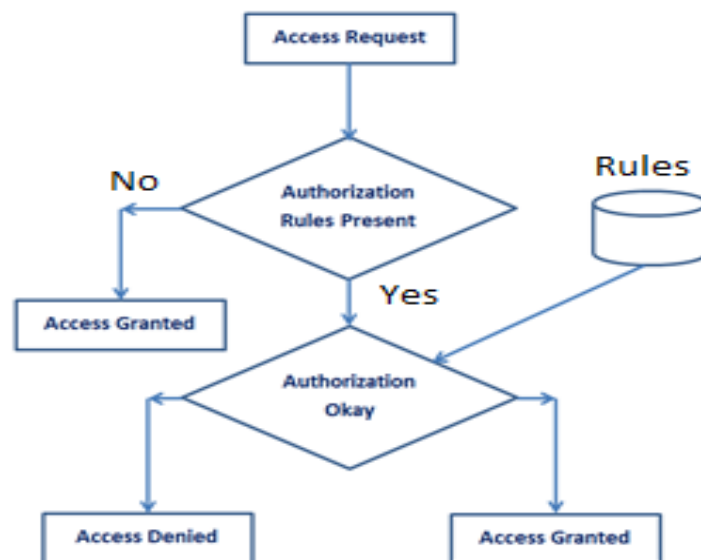 Access Request
Rules
No
Authorization
Rules Present
Yes
Access Granted
Authorization
Okay
Access Denied
Access Granted